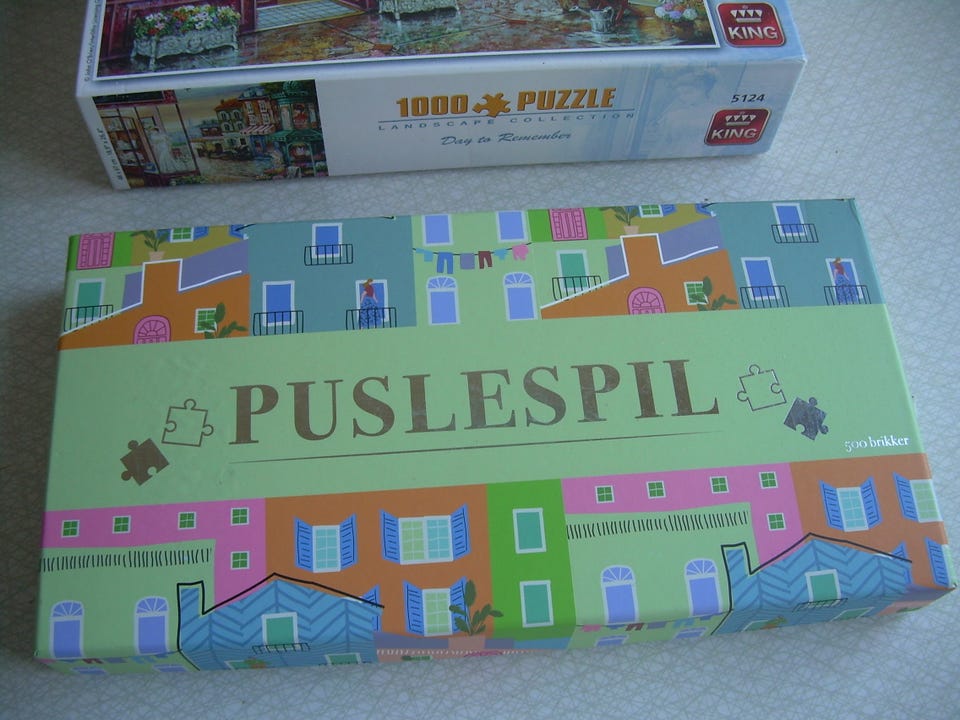 KING
1000 PUZZLE
LANDSCAPE COLLECTION
Day to Remember
5124
KING
PUSLESPIL
500 brikker